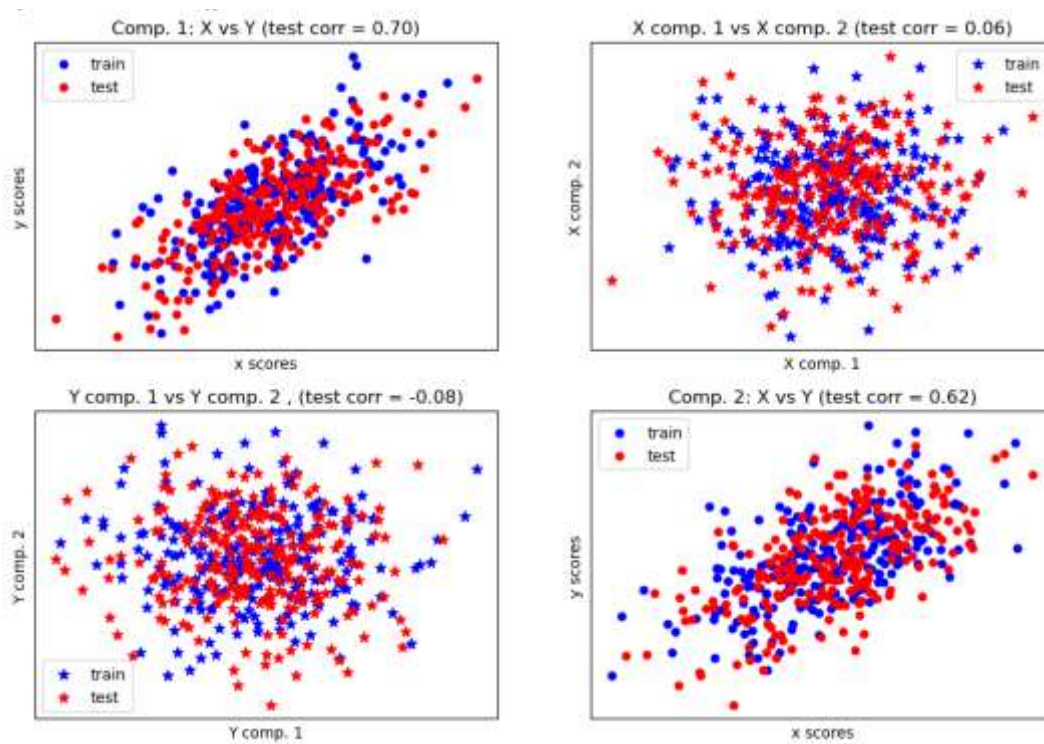 Comp. 1: X vs Y (test corr = 0.70)
train
test
y scores
x scores
X comp. 1 vs X comp. 2 (test corr = 0.06)
train
test
X comp. 2
X comp. 1
Y comp. 1 vs Y comp. 2 , (test corr = -0.08)
Y comp. 2
train
test
Y comp. 1
Comp. 2: X vs Y (test corr = 0.62)
train
test
y scores
x scores